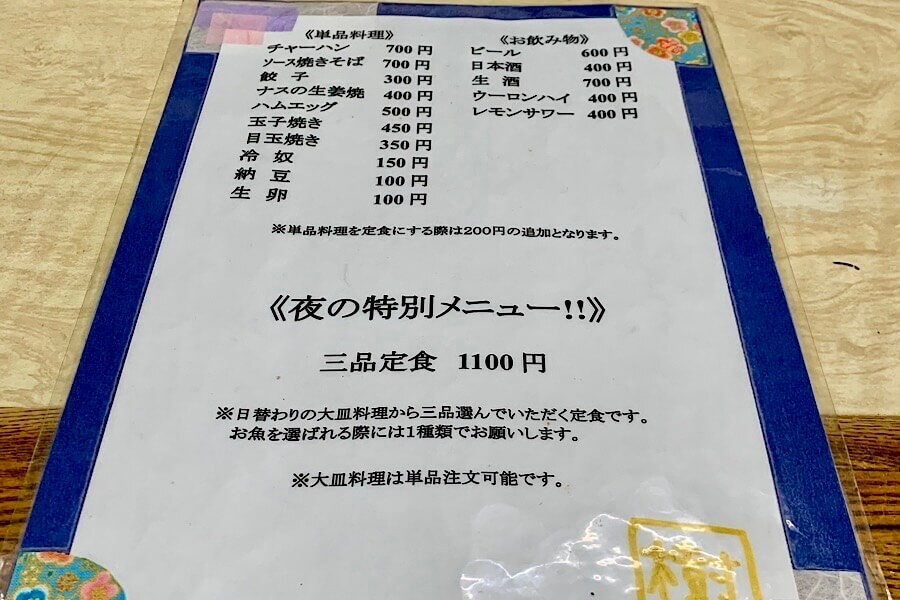 《単品料理》
チャーハン 700円
ソース焼きそば 700円
餃子 300円
ナスの生姜焼 400円
ハムエッグ 500円
玉子焼き 450円
目玉焼き 350円
冷奴 150円
納豆 100円
生卵 100円
《お飲み物》
ビール 600円
日本酒 400円
生酒 700円
ウーロンハイ 400円
レモンサワー 400円
※単品料理を定食にする際は200円の追加となります。
《夜の特別メニュー!!》
三品定食 1100円
※日替わりの大皿料理から三品選んでいただく定食です。
お魚を選ばれる際には1種類でお願いします。
※大皿料理は単品注文可能です。